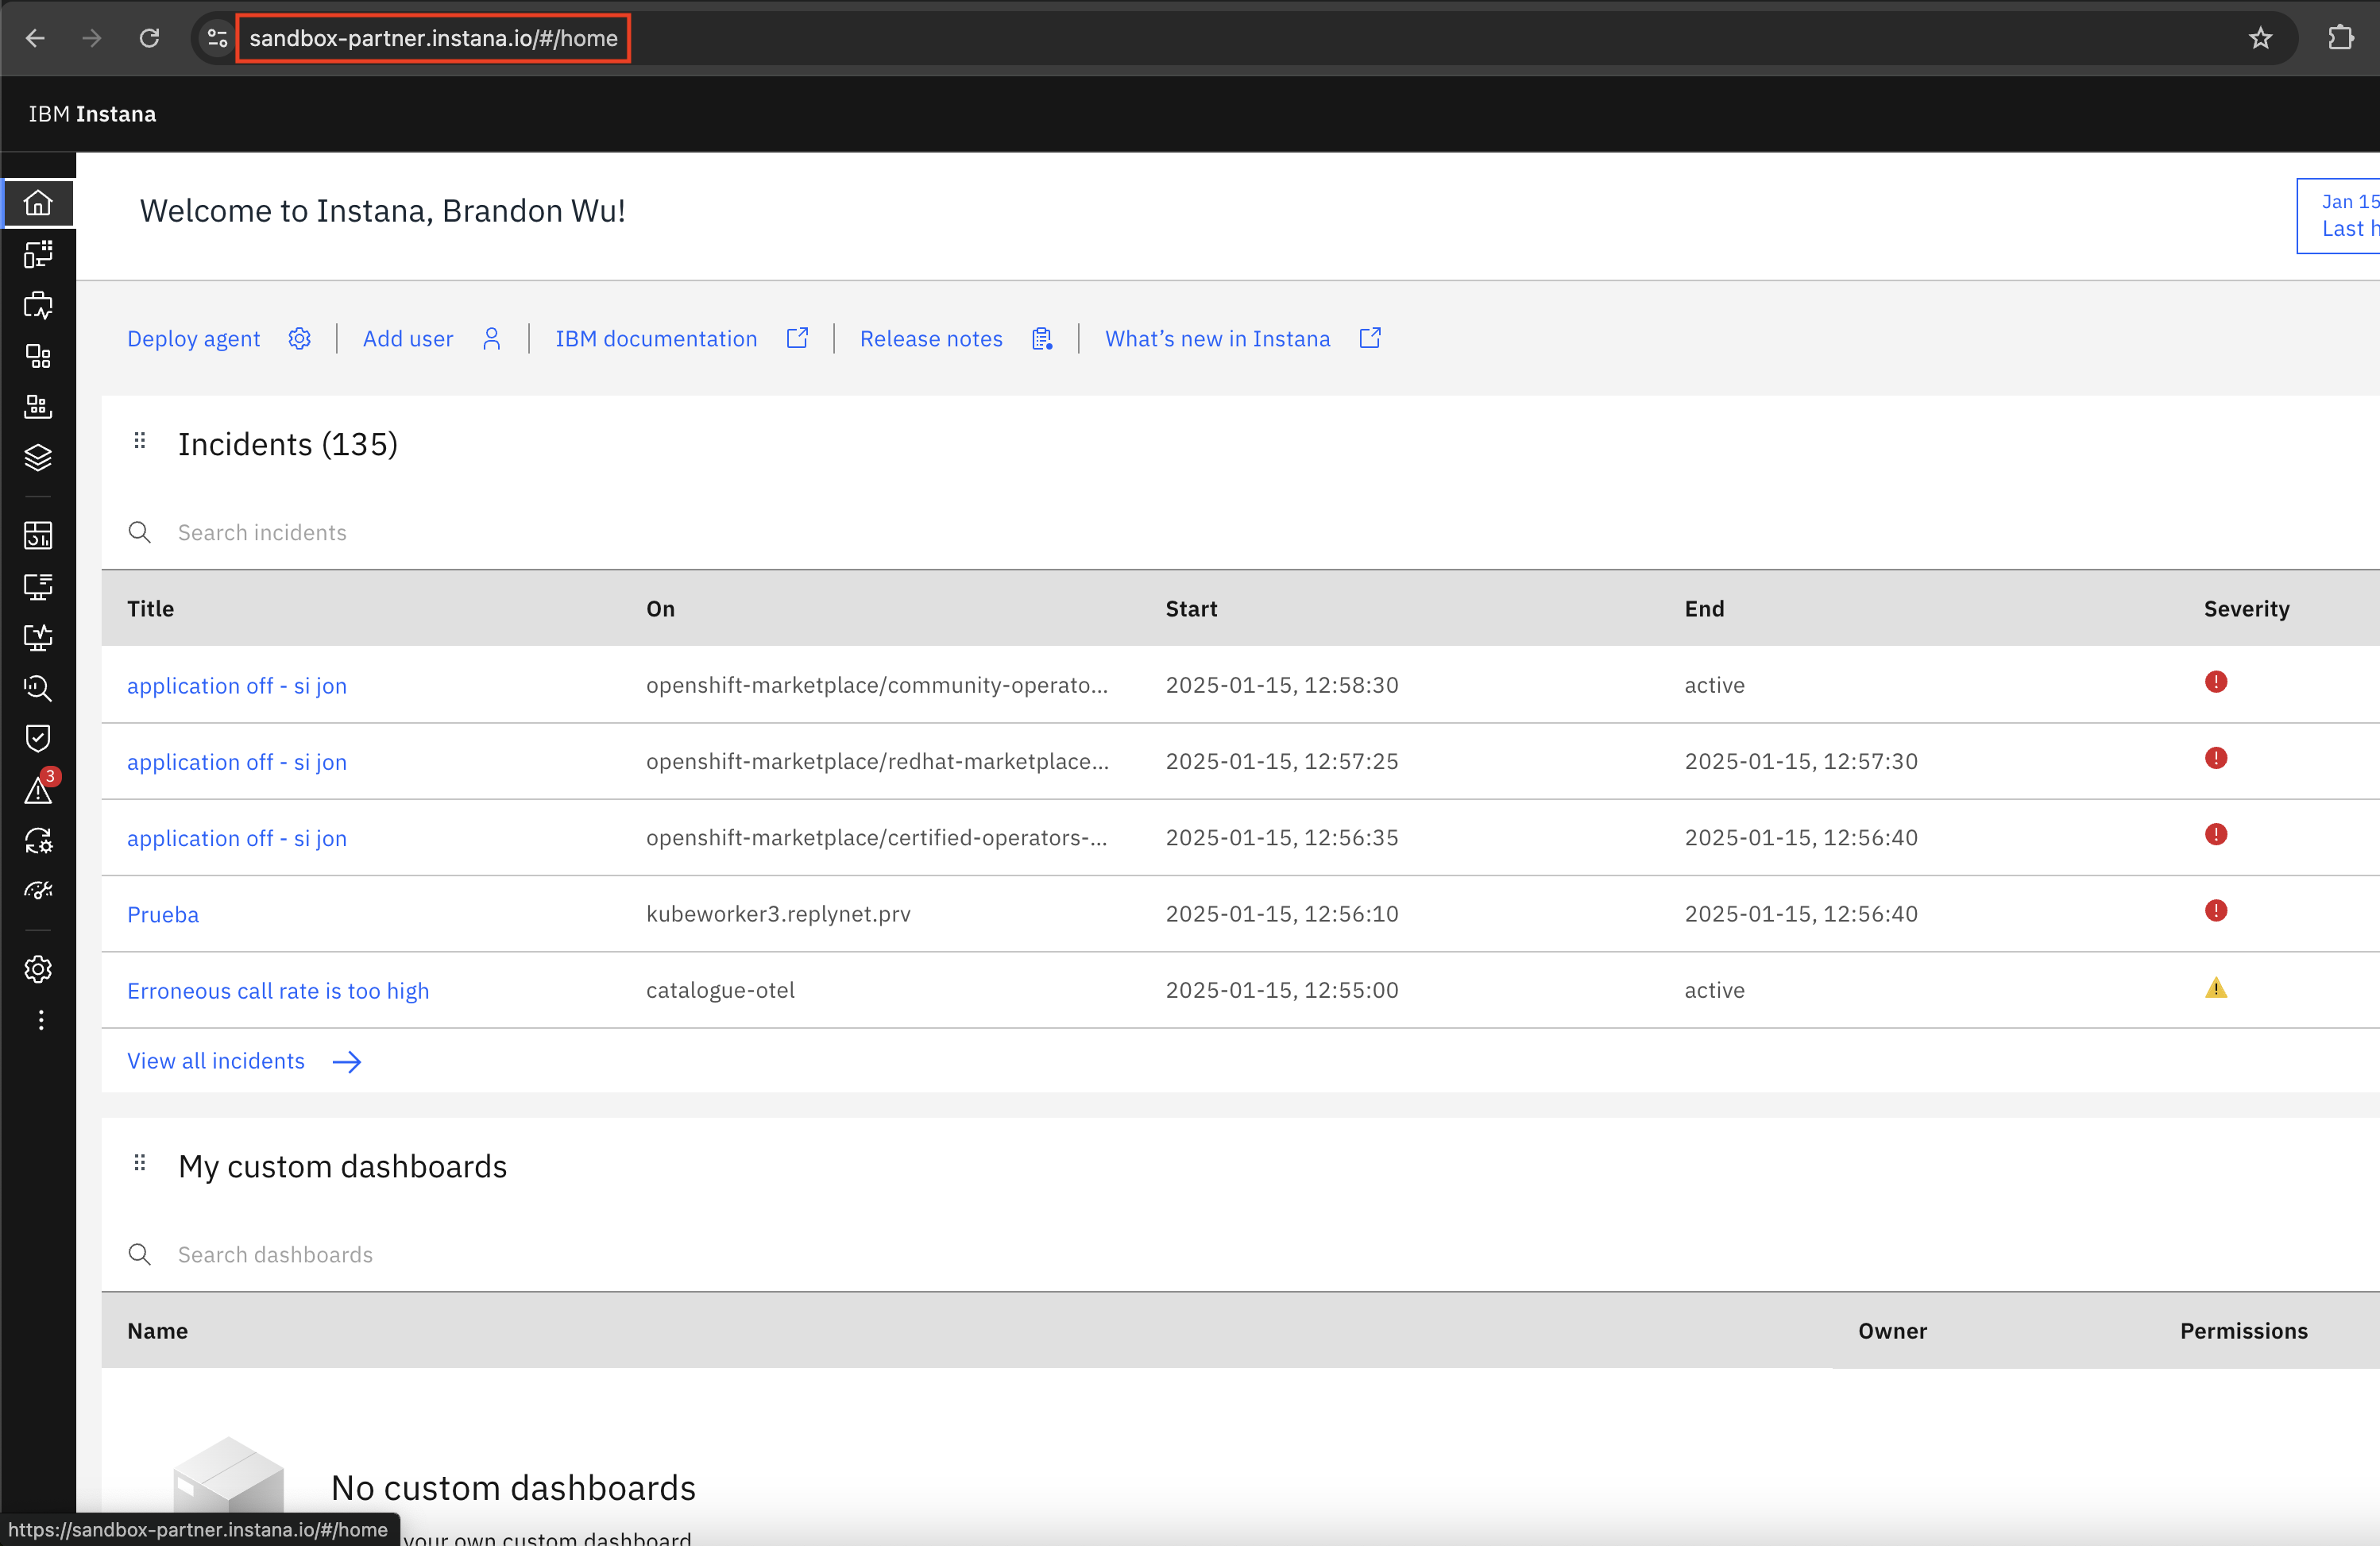 sandbox-partner.instana.io/#/home
IBM Instana
Welcome to Instana, Brandon Wu!
Jan 15
Last h
Deploy agent Add user IBM documentation Release notes What's new in Instana
Incidents (135)
Search incidents
Title On Start End Severity
application off - si jon openshift-marketplace/community-operato... 2025-01-15, 12:58:30 active
application off - si jon openshift-marketplace/redhat-marketplace... 2025-01-15, 12:57:25 2025-01-15, 12:57:30
application off - si jon openshift-marketplace/certified-operators-... 2025-01-15, 12:56:35 2025-01-15, 12:56:40
3
Prueba kubeworker3.replynet.prv 2025-01-15, 12:56:10 2025-01-15, 12:56:40
Erroneous call rate is too high catalogue-otel 2025-01-15, 12:55:00 active
View all incidents
My custom dashboards
Search dashboards
Name Owner Permissions
No custom dashboards
your own custom dashboard
https://sandbox-partner.instana.io/#/home